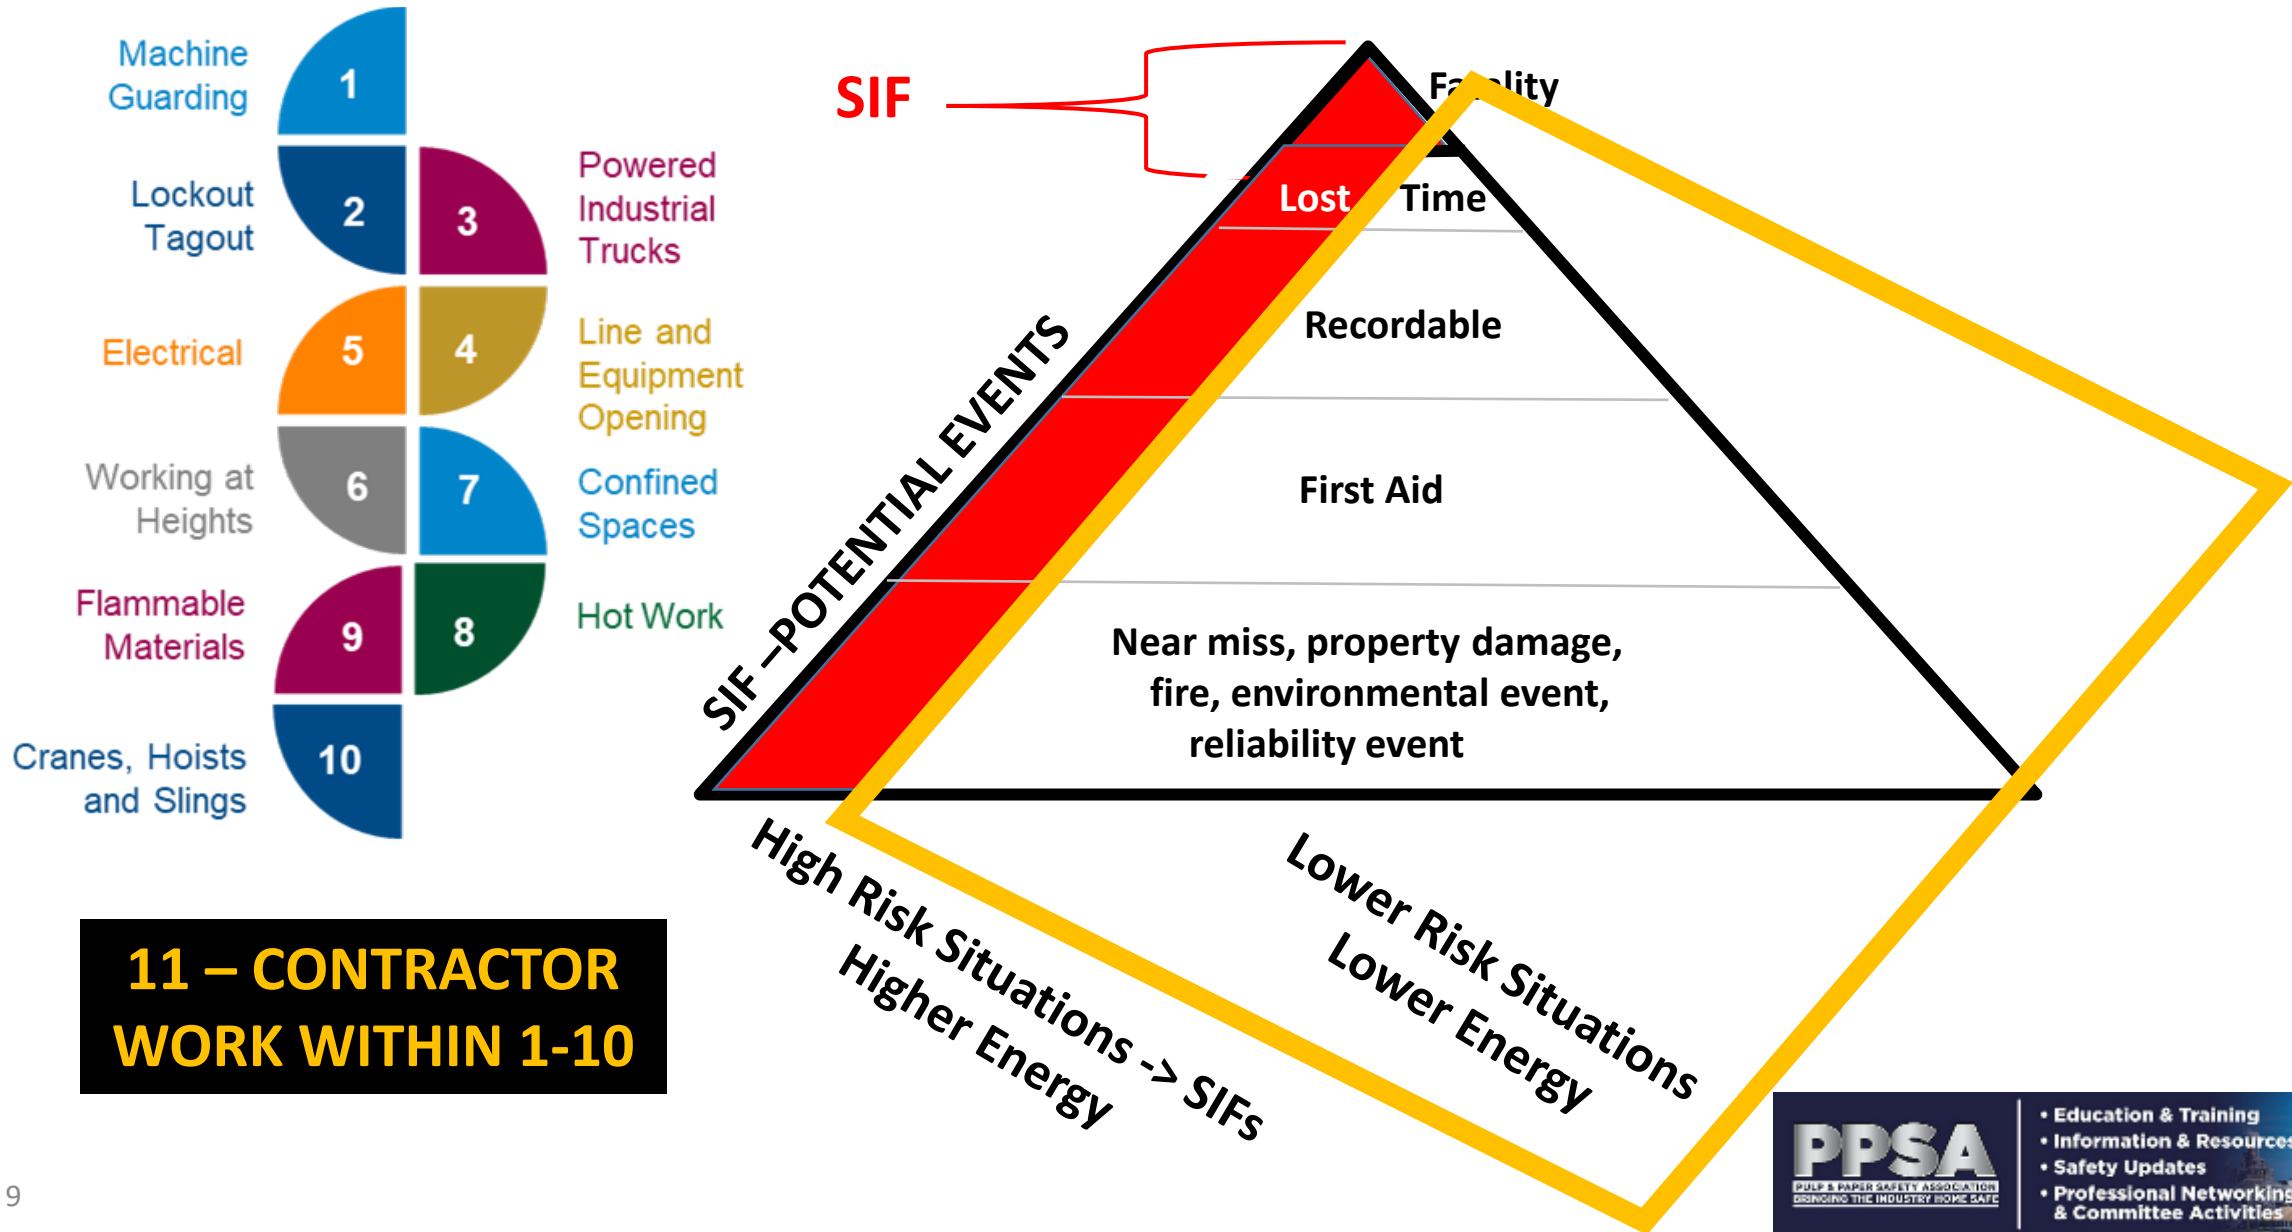 Machine
Guarding
1
Lockout
Tagout
2
3
Powered
Industrial
Trucks
Electrical
5
4
Line and
Equipment
Opening
Working at
Heights
6
7
Confined
Spaces
Flammable
Materials
9
8
Hot Work
Cranes, Hoists
and Slings
10
11 – CONTRACTOR
WORK WITHIN 1-10
SIF
Fatality
Lost Time
Recordable
First Aid
Near miss, property damage,
fire, environmental event,
reliability event
SIF –POTENTIAL EVENTS
High Risk Situations -> SIFs
Higher Energy
Lower Risk Situations
Lower Energy
PPSA
PULP & PAPER SAFETY ASSOCIATION
BRINGING THE INDUSTRY HOME SAFE
• Education & Training
• Information & Resources
• Safety Updates
• Professional Networking
& Committee Activities
9